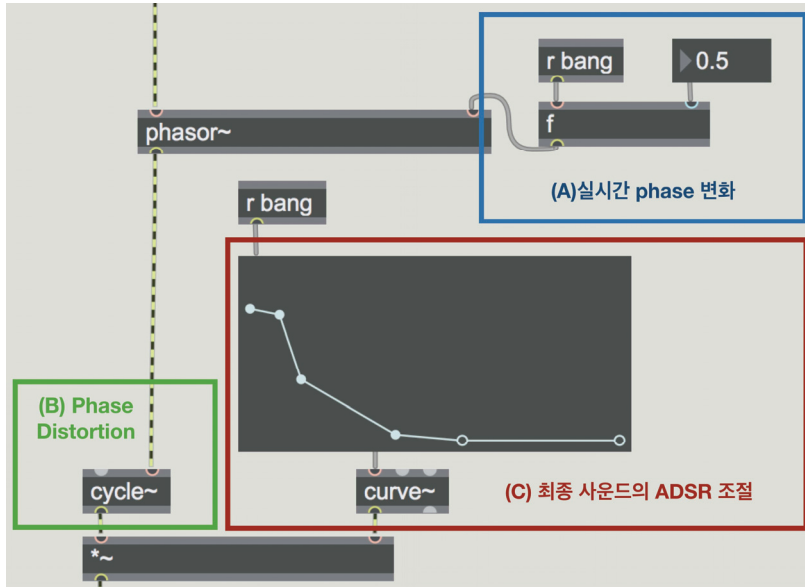 r bang
0.5
f
phasor~
(A)실시간 phase 변화
r bang
(B) Phase
Distortion
cycle~
curve~
(C) 최종 사운드의 ADSR 조절
*~